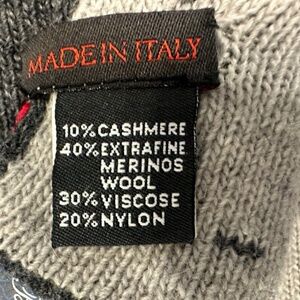 MADE IN ITALY
10% CASHMERE
40% EXTRAFINE
MERINOS
WOOL
30% VISCOSE
20% NYLON